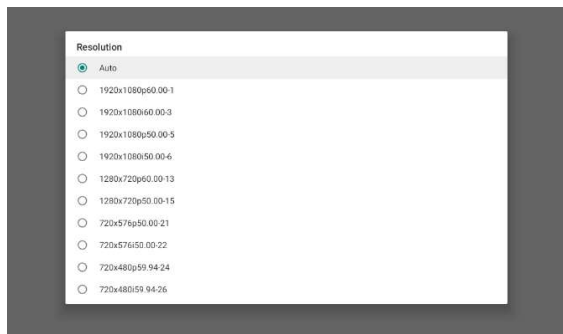 Resolution
Auto
1920x1080p60.00-1
1920x1080i60.00-3
1920x1080p50.00-5
1920x1080i50.00-6
1280x720p60.00-13
1280x720p50.00-15
720x576p50.00-21
720x576i50.00-22
720x480p59.94-24
720x480i59.94-26